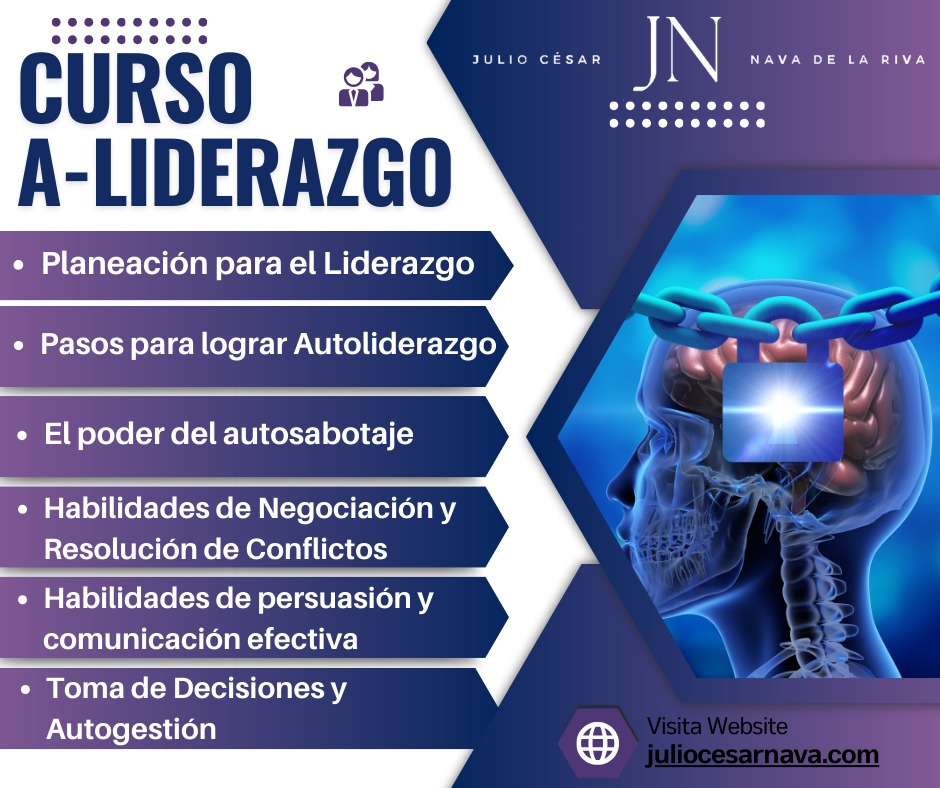 JULIO CÉSAR JN NAVA DE LA RIVA
CURSO
A-LIDERAZGO
• Planeación para el Liderazgo
• Pasos para lograr Autoliderazgo
• El poder del autosabotaje
• Habilidades de Negociación y
Resolución de Conflictos
• Habilidades de persuasión y
comunicación efectiva
• Toma de Decisiones y
Autogestión
Visita Website
juliocesarnava.com